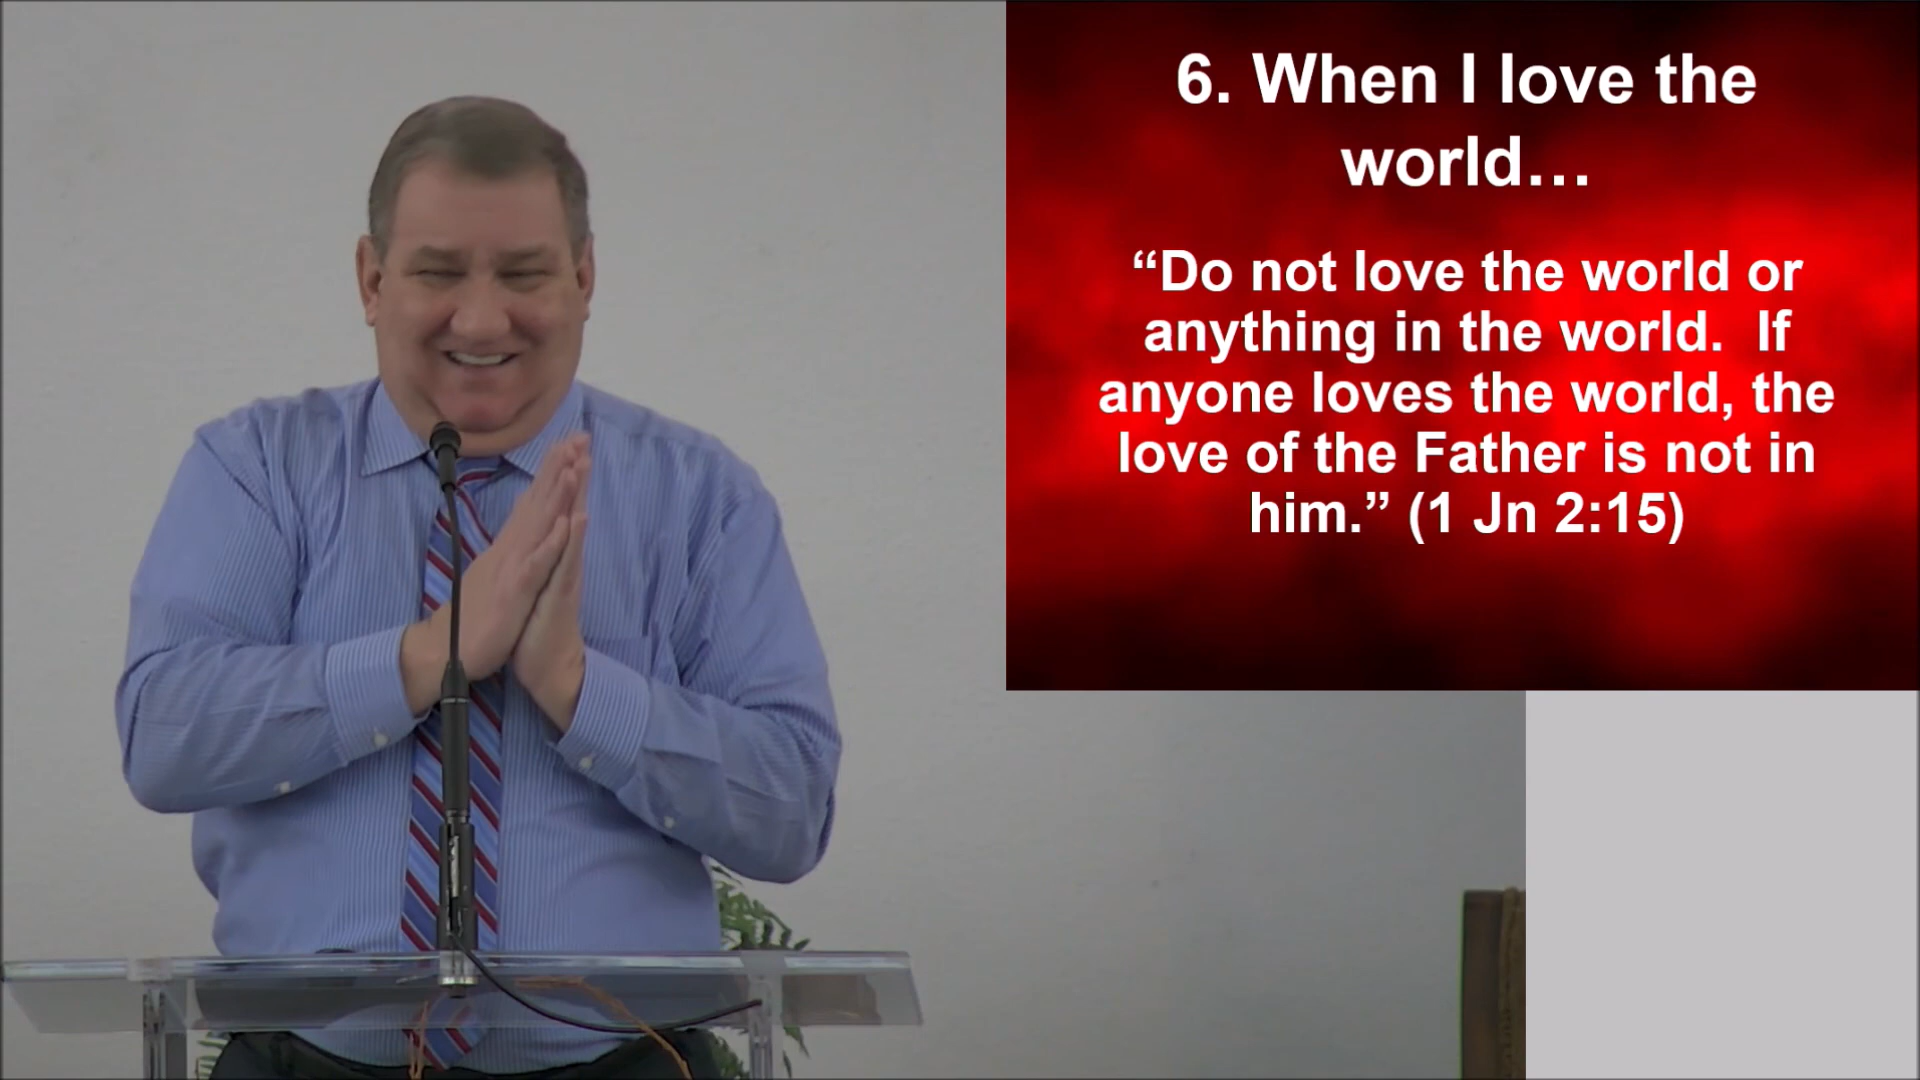 6. When I love the
world…
“Do not love the world or
anything in the world.  If
anyone loves the world, the
love of the Father is not in
him.” (1 Jn 2:15)